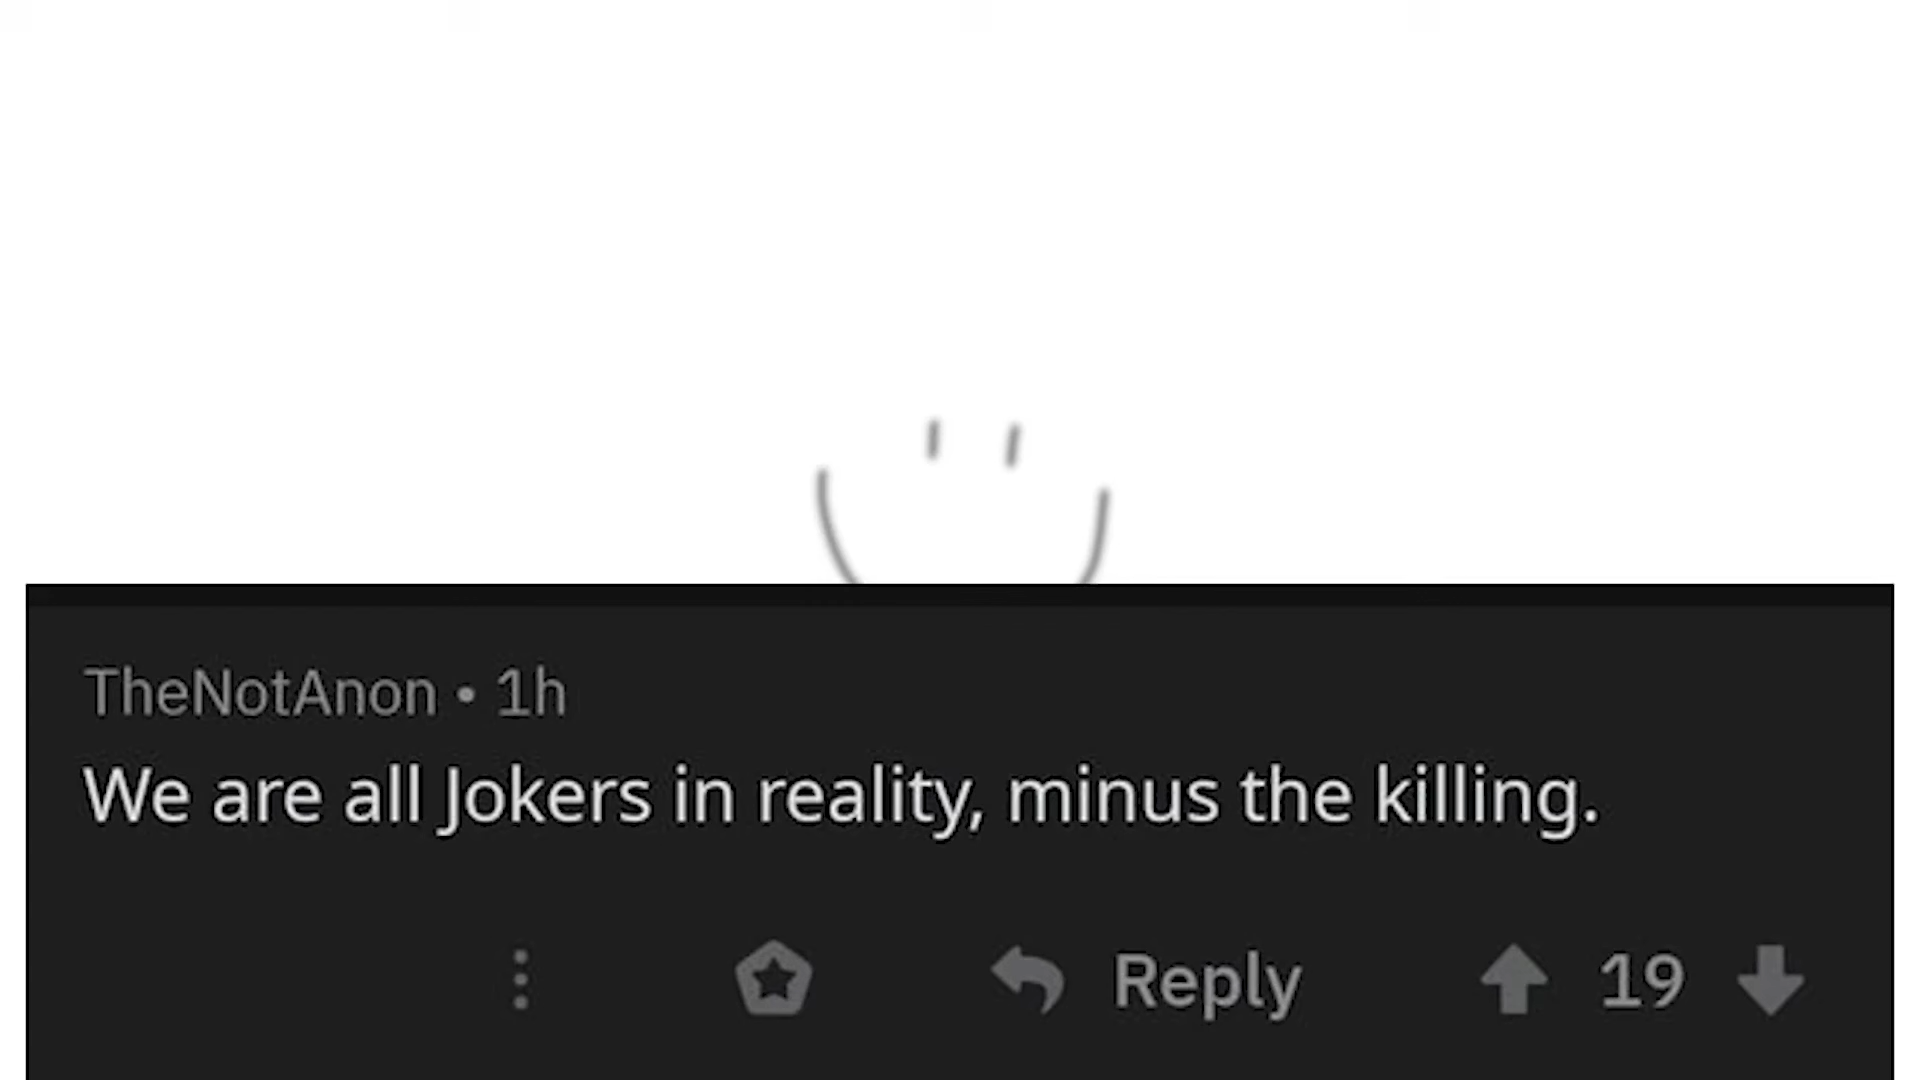 TheNotAnon • 1h
We are all Jokers in reality, minus the killing.
Reply 19